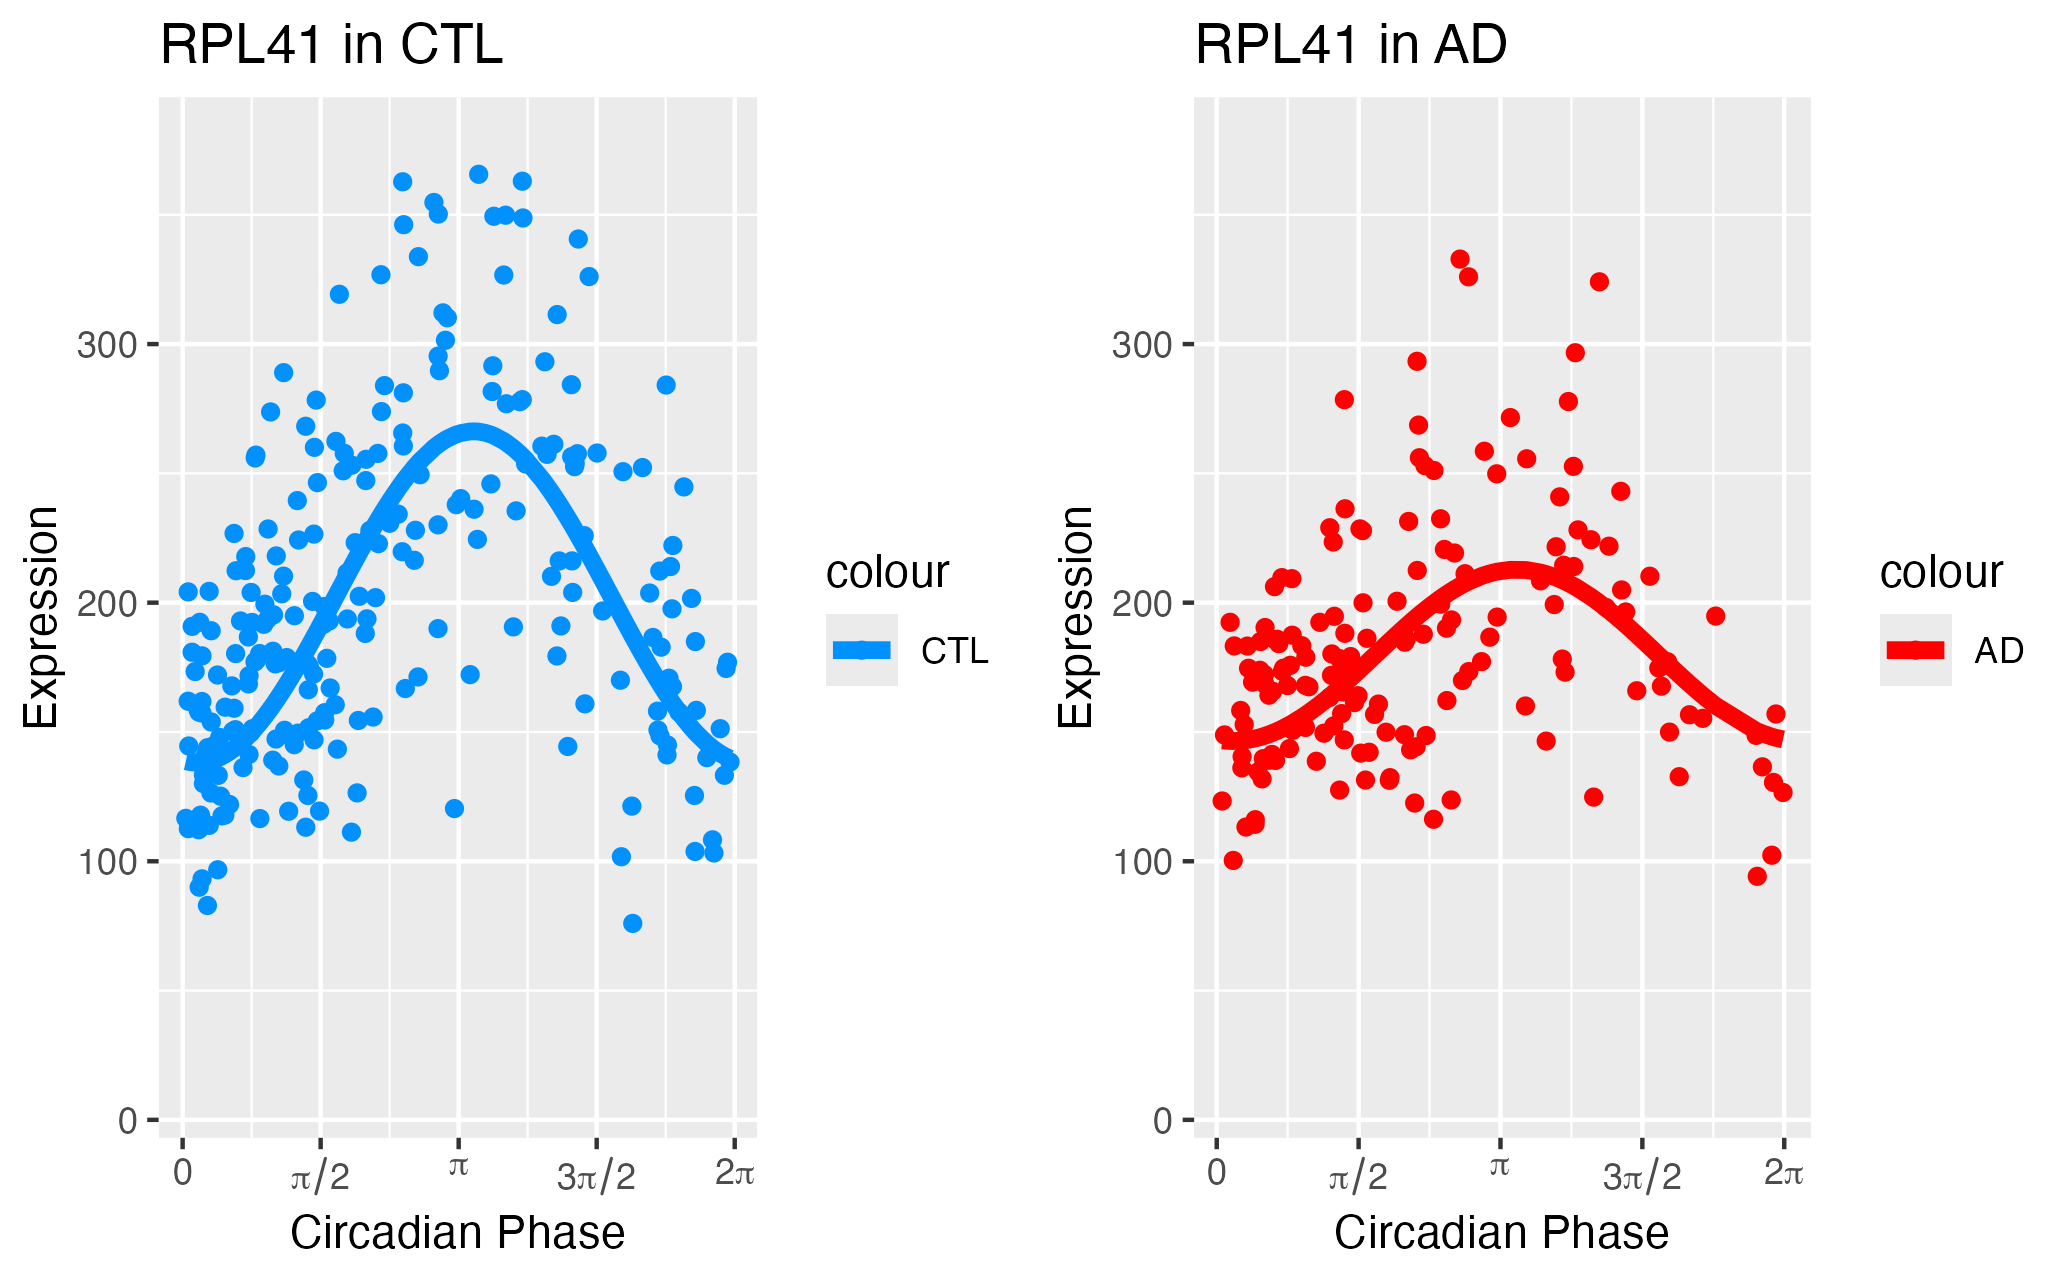 RPL41 in CTL
Expression
300
200
100
0
0
π/2
π
3π/2
2π
Circadian Phase
colour
CTL
RPL41 in AD
Expression
300
200
100
0
0
π/2
π
3π/2
2π
Circadian Phase
colour
AD